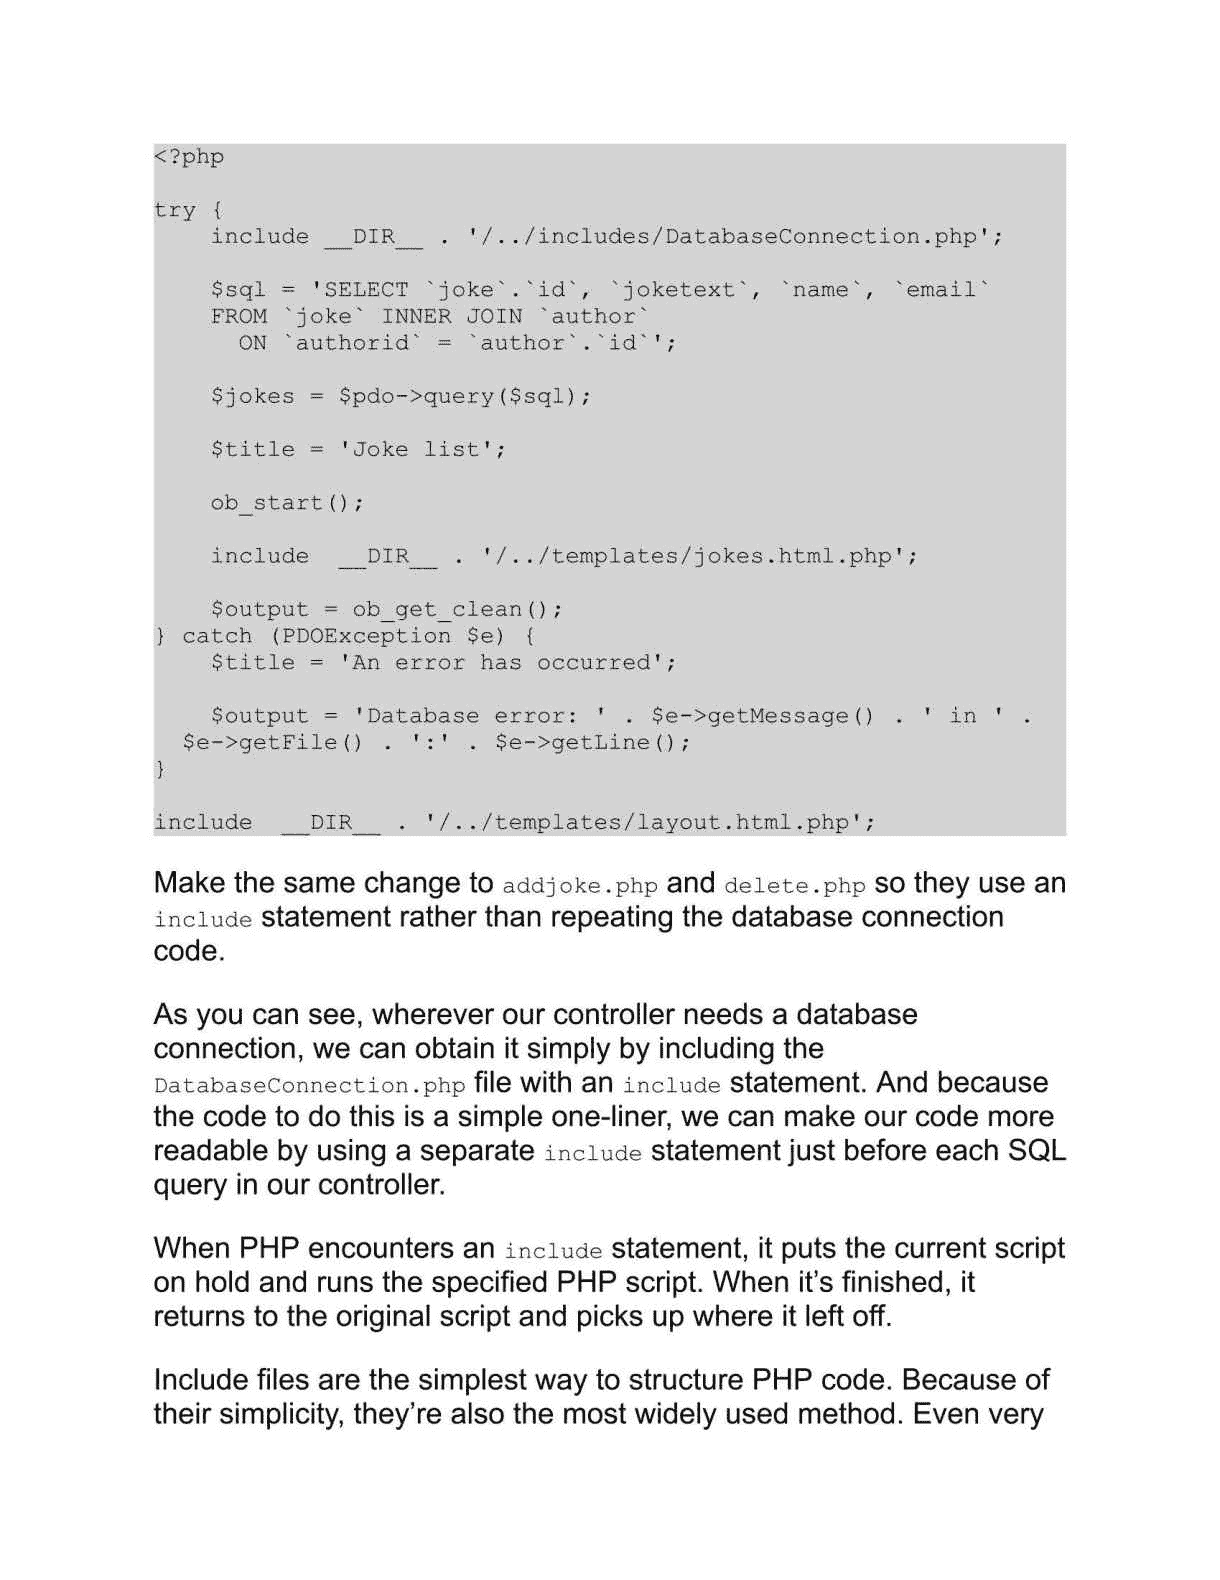 <?php
try {
    include __DIR__ . '/../includes/DatabaseConnection.php';
    $sql = 'SELECT `joke`.`id`, `joketext`, `name`, `email`
    FROM `joke` INNER JOIN `author`
      ON `authorid` = `author`.`id`';
    $jokes = $pdo->query($sql);
    $title = 'Joke list';
    ob_start();
    include  __DIR__ . '/../templates/jokes.html.php';
    $output = ob_get_clean();
} catch (PDOException $e) {
    $title = 'An error has occurred';
    $output = 'Database error: ' . $e->getMessage() . ' in ' .
  $e->getFile() . ':' . $e->getLine();
}
include  __DIR__ . '/../templates/layout.html.php';
Make the same change to addjoke.php and delete.php so they use an
include statement rather than repeating the database connection
code.
As you can see, wherever our controller needs a database
connection, we can obtain it simply by including the
DatabaseConnection.php file with an include statement. And because
the code to do this is a simple one-liner, we can make our code more
readable by using a separate include statement just before each SQL
query in our controller.
When PHP encounters an include statement, it puts the current script
on hold and runs the specified PHP script. When it’s finished, it
returns to the original script and picks up where it left off.
Include files are the simplest way to structure PHP code. Because of
their simplicity, they’re also the most widely used method. Even very